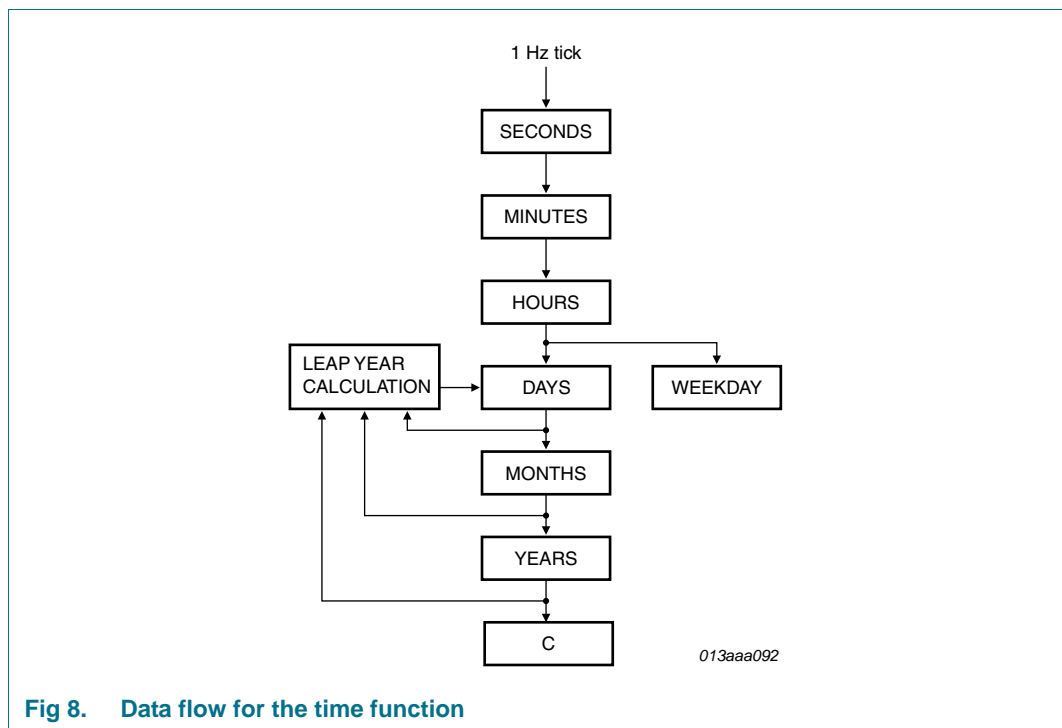 1 Hz tick
SECONDS
MINUTES
HOURS
LEAP YEAR
CALCULATION
DAYS
WEEKDAY
MONTHS
YEARS
C
013aaa092
Fig 8. Data flow for the time function